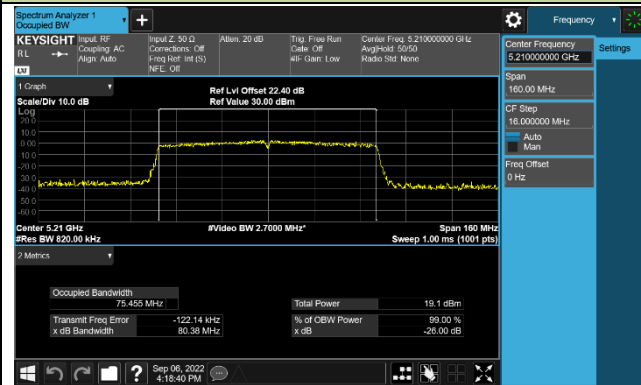 Spectrum Analyzer 1
Occupied BW
+
Frequency
KEYSIGHT
Input: RF
Coupling: AC
Align: Auto
Input Z: 50 Ω
Corrections: Off
Freq Ref: Int (S)
NFE: Off
Atten: 20 dB
Trig: Free Run
Gate: Off
#IF Gain: Low
Center Freq: 5.210000000 GHz
Avg|Hold: 50/50
Radio Std: None
RL
LXI
Center Frequency
5.210000000 GHz
Settings
Span
160.00 MHz
CF Step
16.000000 MHz
Auto
Man
Freq Offset
0 Hz
1 Graph
Ref Lvl Offset 22.40 dB
Scale/Div 10.0 dB
Ref Value 30.00 dBm
Log
20.0
10.0
0.00
-10.0
-20.0
-30.0
-40.0
-50.0
-60.0
Center 5.21 GHz
#Video BW 2.7000 MHz*
Span 160 MHz
#Res BW 820.00 kHz
Sweep 1.00 ms (1001 pts)
2 Metrics
Occupied Bandwidth
75.455 MHz
Total Power
19.1 dBm
Transmit Freq Error
-122.14 kHz
% of OBW Power
99.00 %
x dB Bandwidth
80.38 MHz
x dB
-26.00 dB
?
Sep 06, 2022
4:18:40 PM